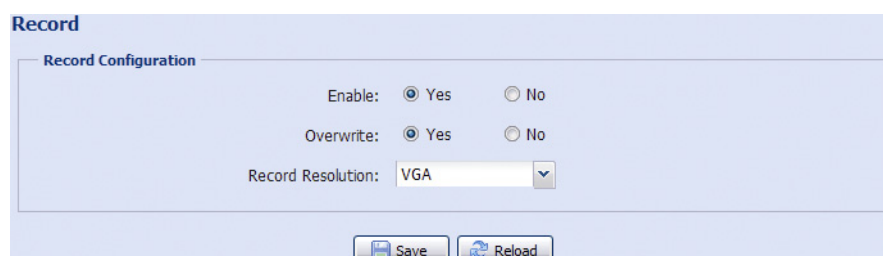 Record
Record Configuration
Enable: Yes No
Overwrite: Yes No
Record Resolution: VGA
Save Reload